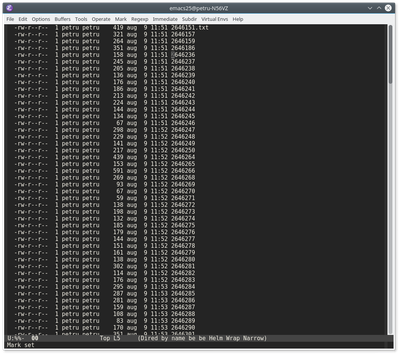 emacs25@petru-N56VZ
File Edit Options Buffers Tools Operate Mark Regexp Immediate Subdir Virtual Envs Help
-rw-r--r-- 1 petru petru 419 aug 9 11:51 2646151.txt
-rw-r--r-- 1 petru petru 321 aug 9 11:51 2646157
-rw-r--r-- 1 petru petru 264 aug 9 11:51 2646159
-rw-r--r-- 1 petru petru 351 aug 9 11:51 2646186
-rw-r--r-- 1 petru petru 158 aug 9 11:51 2646236
-rw-r--r-- 1 petru petru 245 aug 9 11:51 2646237
-rw-r--r-- 1 petru petru 205 aug 9 11:51 2646238
-rw-r--r-- 1 petru petru 136 aug 9 11:51 2646239
-rw-r--r-- 1 petru petru 176 aug 9 11:51 2646240
-rw-r--r-- 1 petru petru 186 aug 9 11:51 2646241
-rw-r--r-- 1 petru petru 213 aug 9 11:51 2646242
-rw-r--r-- 1 petru petru 224 aug 9 11:51 2646243
-rw-r--r-- 1 petru petru 144 aug 9 11:51 2646244
-rw-r--r-- 1 petru petru 134 aug 9 11:51 2646245
-rw-r--r-- 1 petru petru 67 aug 9 11:51 2646246
-rw-r--r-- 1 petru petru 298 aug 9 11:52 2646247
-rw-r--r-- 1 petru petru 229 aug 9 11:52 2646248
-rw-r--r-- 1 petru petru 141 aug 9 11:52 2646249
-rw-r--r-- 1 petru petru 217 aug 9 11:52 2646250
-rw-r--r-- 1 petru petru 439 aug 9 11:52 2646264
-rw-r--r-- 1 petru petru 153 aug 9 11:52 2646265
-rw-r--r-- 1 petru petru 591 aug 9 11:52 2646266
-rw-r--r-- 1 petru petru 269 aug 9 11:52 2646268
-rw-r--r-- 1 petru petru 93 aug 9 11:52 2646269
-rw-r--r-- 1 petru petru 67 aug 9 11:52 2646270
-rw-r--r-- 1 petru petru 59 aug 9 11:52 2646271
-rw-r--r-- 1 petru petru 138 aug 9 11:52 2646272
-rw-r--r-- 1 petru petru 198 aug 9 11:52 2646273
-rw-r--r-- 1 petru petru 132 aug 9 11:52 2646274
-rw-r--r-- 1 petru petru 185 aug 9 11:52 2646275
-rw-r--r-- 1 petru petru 179 aug 9 11:52 2646276
-rw-r--r-- 1 petru petru 144 aug 9 11:52 2646277
-rw-r--r-- 1 petru petru 151 aug 9 11:52 2646278
-rw-r--r-- 1 petru petru 161 aug 9 11:52 2646279
-rw-r--r-- 1 petru petru 138 aug 9 11:52 2646280
-rw-r--r-- 1 petru petru 302 aug 9 11:52 2646281
-rw-r--r-- 1 petru petru 114 aug 9 11:52 2646282
-rw-r--r-- 1 petru petru 176 aug 9 11:53 2646283
-rw-r--r-- 1 petru petru 295 aug 9 11:53 2646284
-rw-r--r-- 1 petru petru 287 aug 9 11:53 2646285
-rw-r--r-- 1 petru petru 281 aug 9 11:53 2646286
-rw-r--r-- 1 petru petru 159 aug 9 11:53 2646287
-rw-r--r-- 1 petru petru 108 aug 9 11:53 2646288
-rw-r--r-- 1 petru petru 83 aug 9 11:53 2646289
-rw-r--r-- 1 petru petru 170 aug 9 11:53 2646290
U:%%- 00 Top L5 (Dired by name be be Helm Wrap Narrow)
Mark set